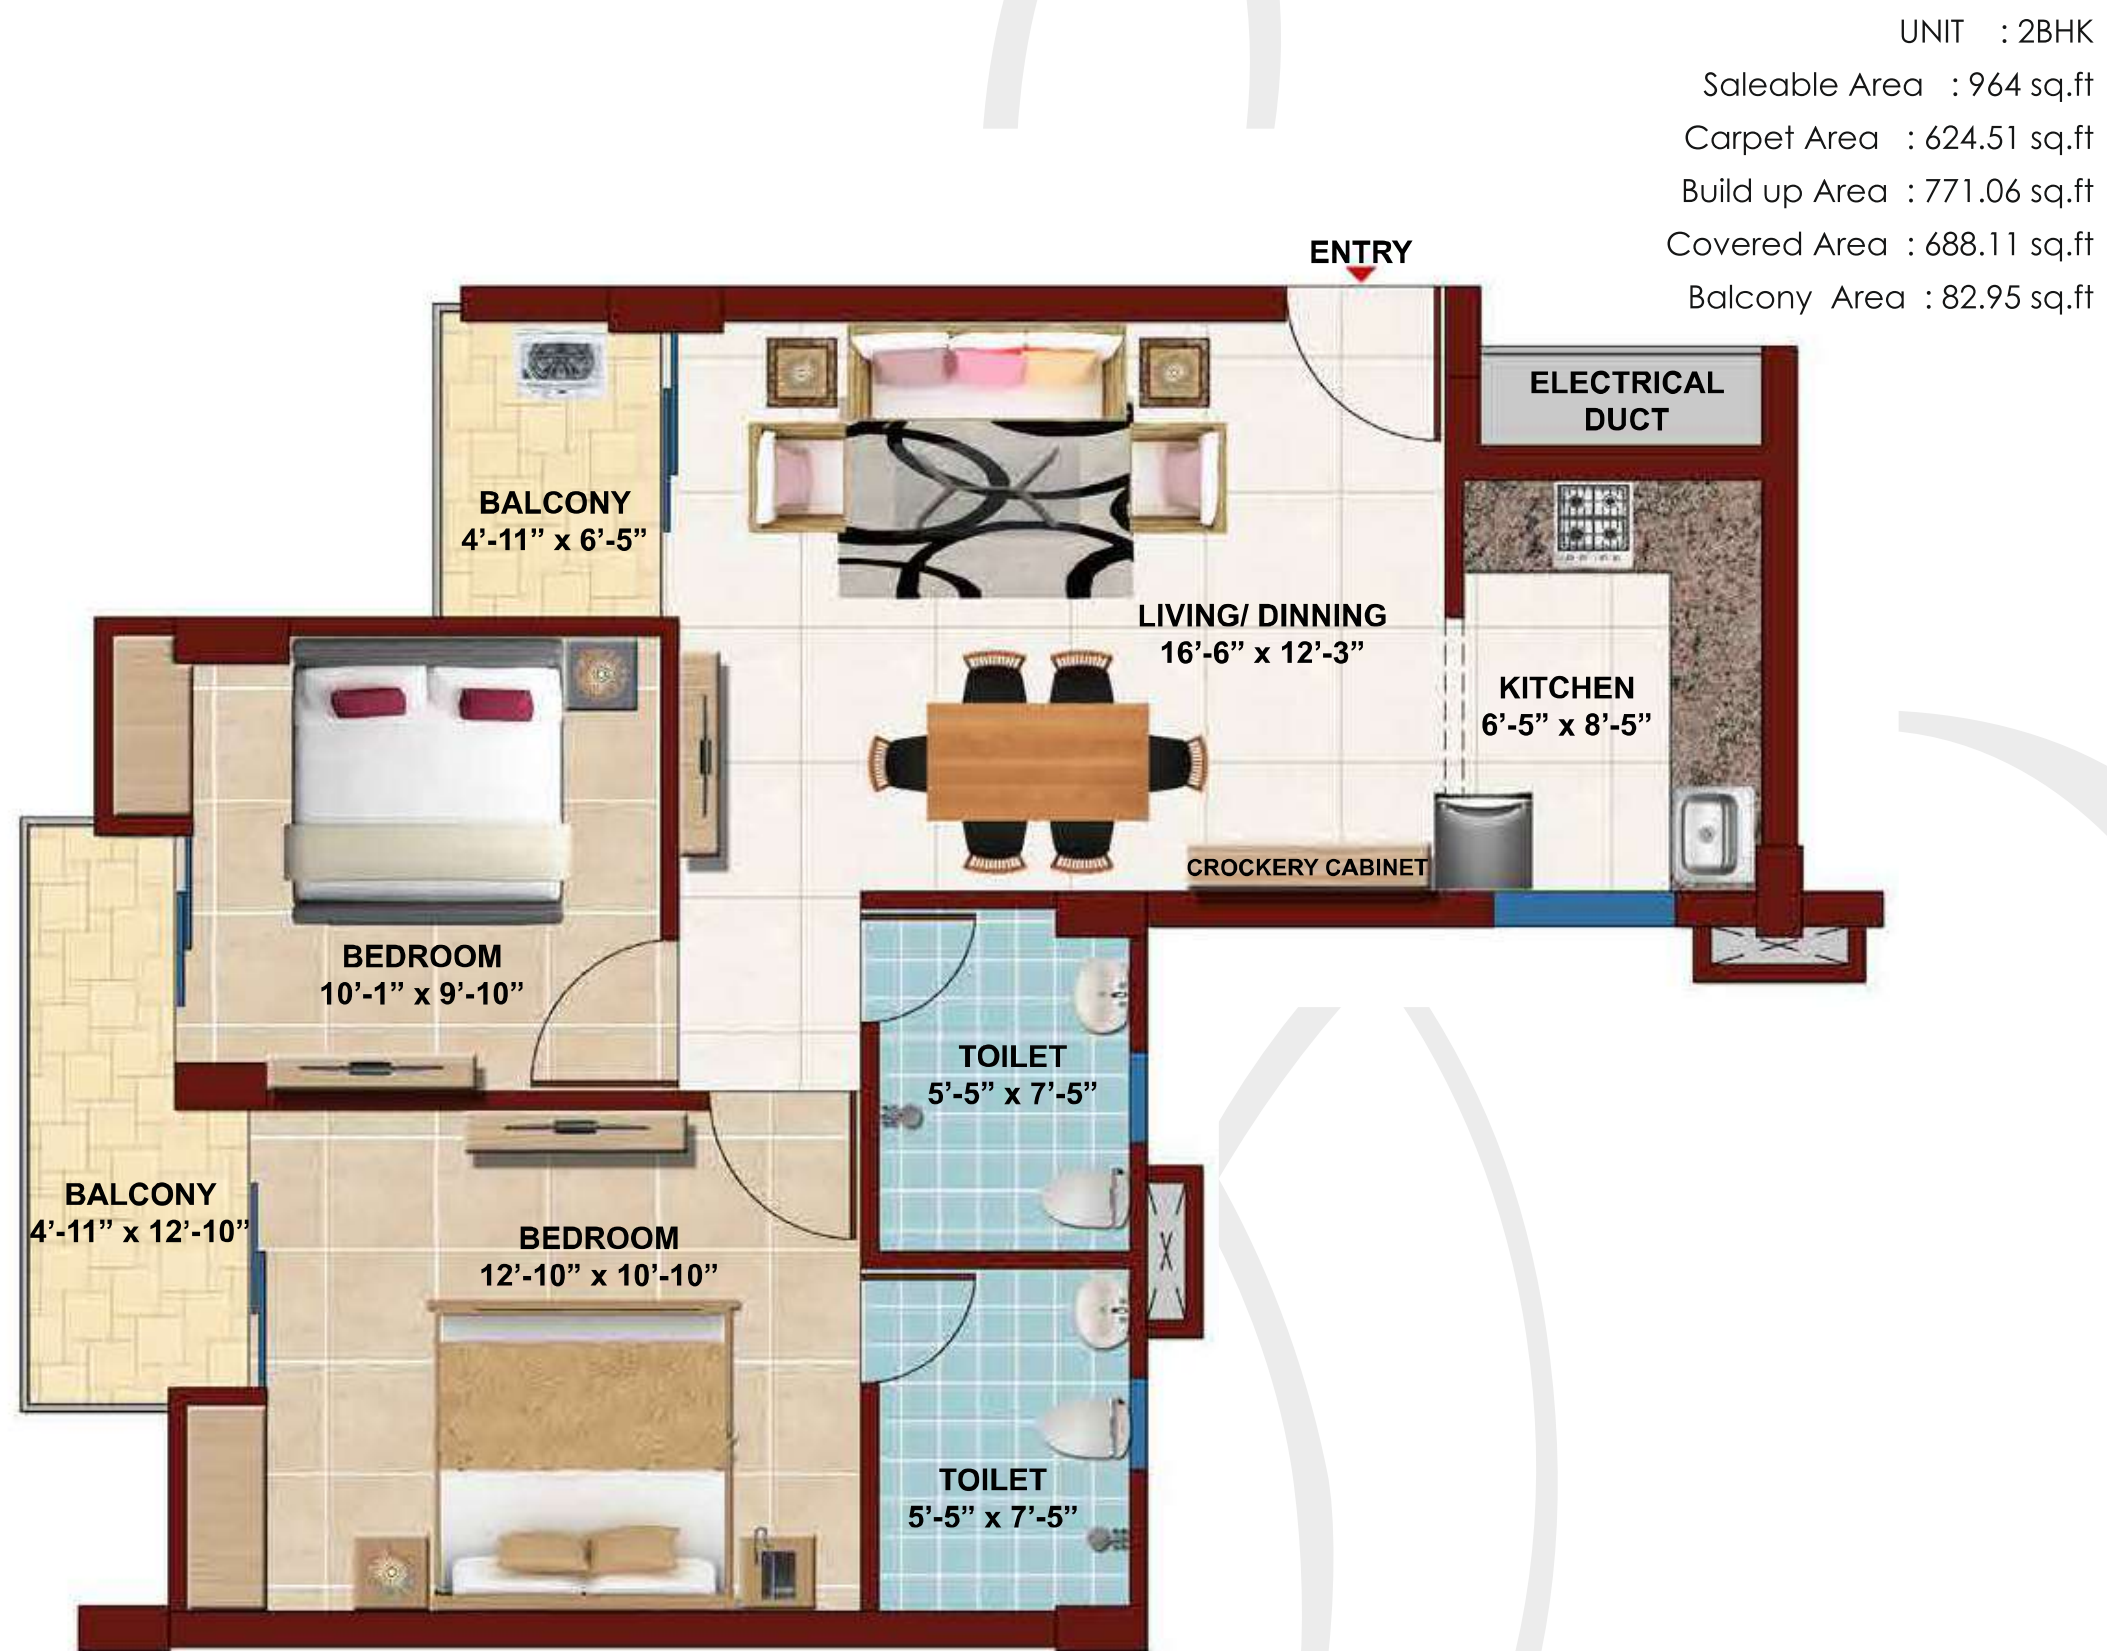 UNIT : 2BHK
Saleable Area : 964 sq.ft
Carpet Area : 624.51 sq.ft
Build up Area : 771.06 sq.ft
Covered Area : 688.11 sq.ft
Balcony Area : 82.95 sq.ft
ENTRY
ELECTRICAL
DUCT
BALCONY
4’-11” x 6’-5”
LIVING/ DINNING
16’-6” x 12’-3”
KITCHEN
6’-5” x 8’-5”
CROCKERY CABINET
BEDROOM
10’-1” x 9’-10”
TOILET
5’-5” x 7’-5”
BALCONY
4’-11” x 12’-10”
BEDROOM
12’-10” x 10’-10”
TOILET
5’-5” x 7’-5”